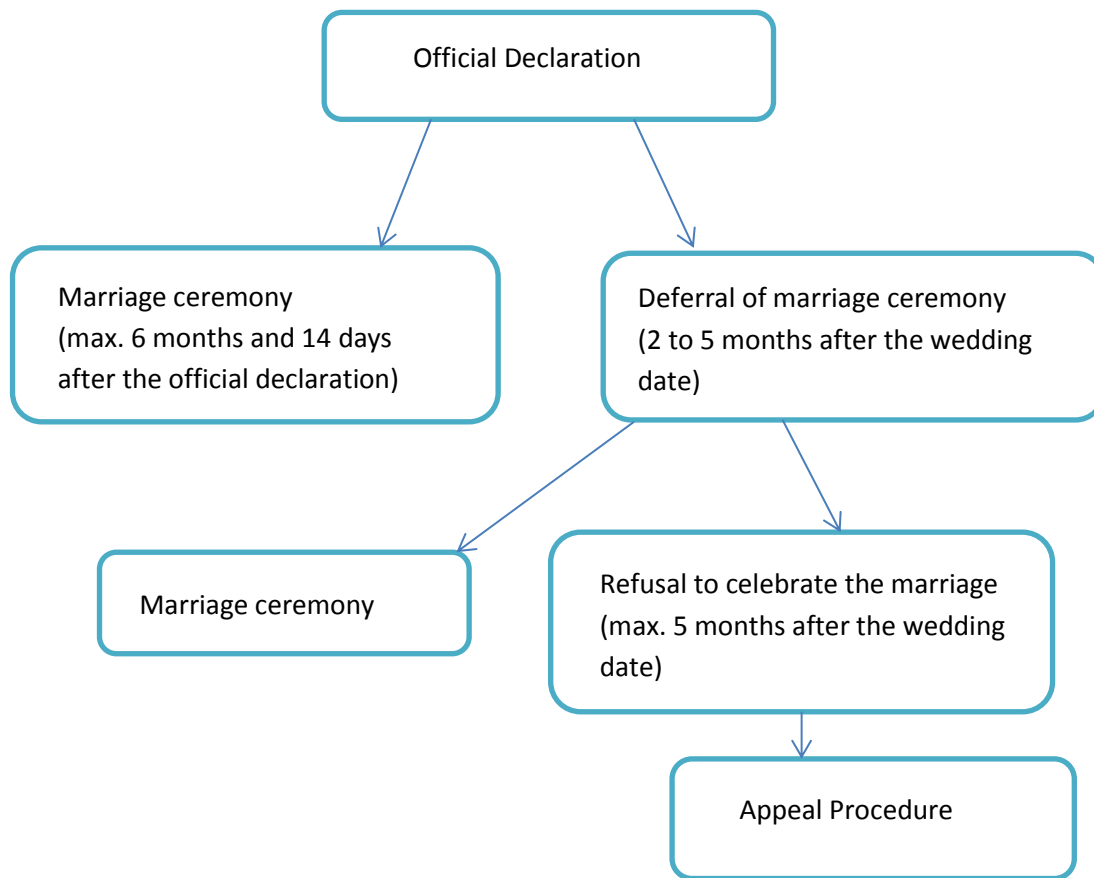 Official Declaration
Marriage ceremony
(max. 6 months and 14 days
after the official declaration)
Deferral of marriage ceremony
(2 to 5 months after the wedding
date)
Marriage ceremony
Refusal to celebrate the marriage
(max. 5 months after the wedding
date)
Appeal Procedure